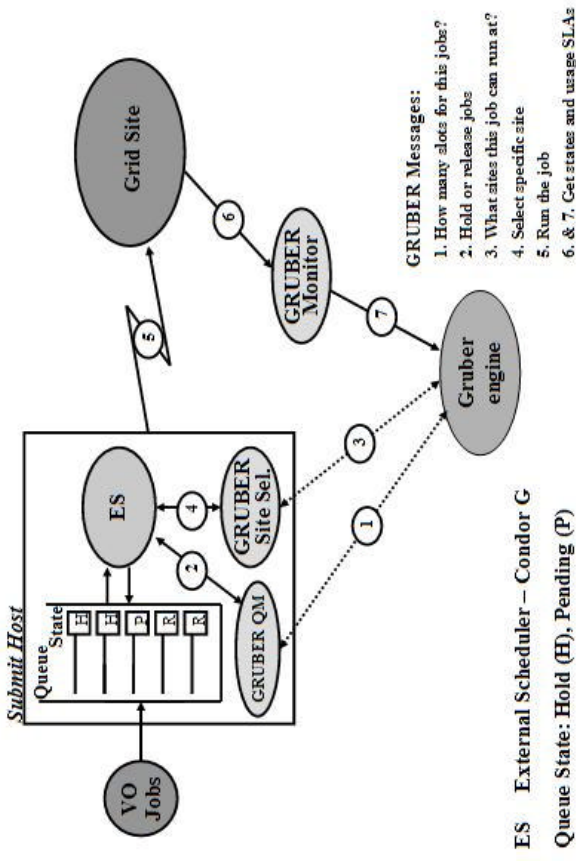 Submit Host
Queue
State
H
H
P
R
R
VO
Jobs
ES
GRUBER QM
GRUBER
Site Sel.
2
4
5
Grid Site
6
GRUBER
Monitor
7
3
1
Gruber
engine
GRUBER Messages:
1. How many slots for this jobs?
2. Hold or release jobs
3. What sites this job can run at?
4. Select specific site
5. Run the job
6. & 7. Get states and usage SLAs
ES External Scheduler – Condor G
Queue State: Hold (H), Pending (P)